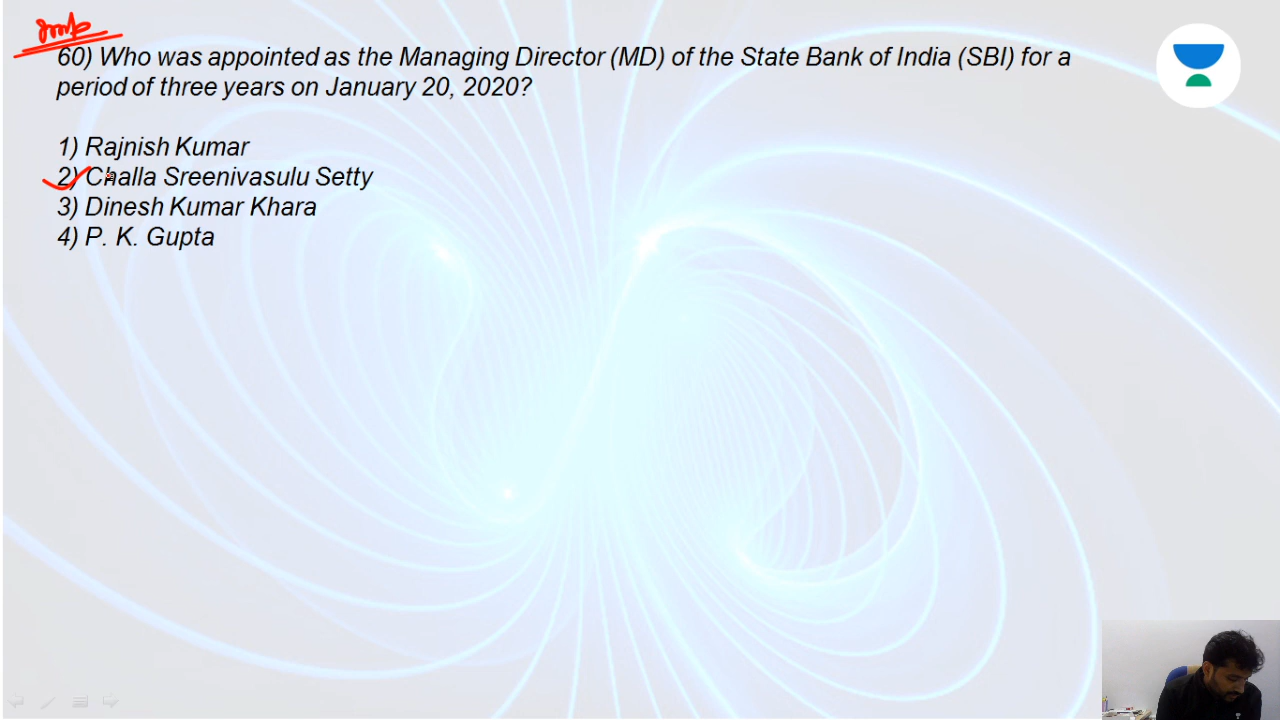 Imp
60) Who was appointed as the Managing Director (MD) of the State Bank of India (SBI) for a
period of three years on January 20, 2020?
1) Rajnish Kumar
2) Challa Sreenivasulu Setty
3) Dinesh Kumar Khara
4) P. K. Gupta